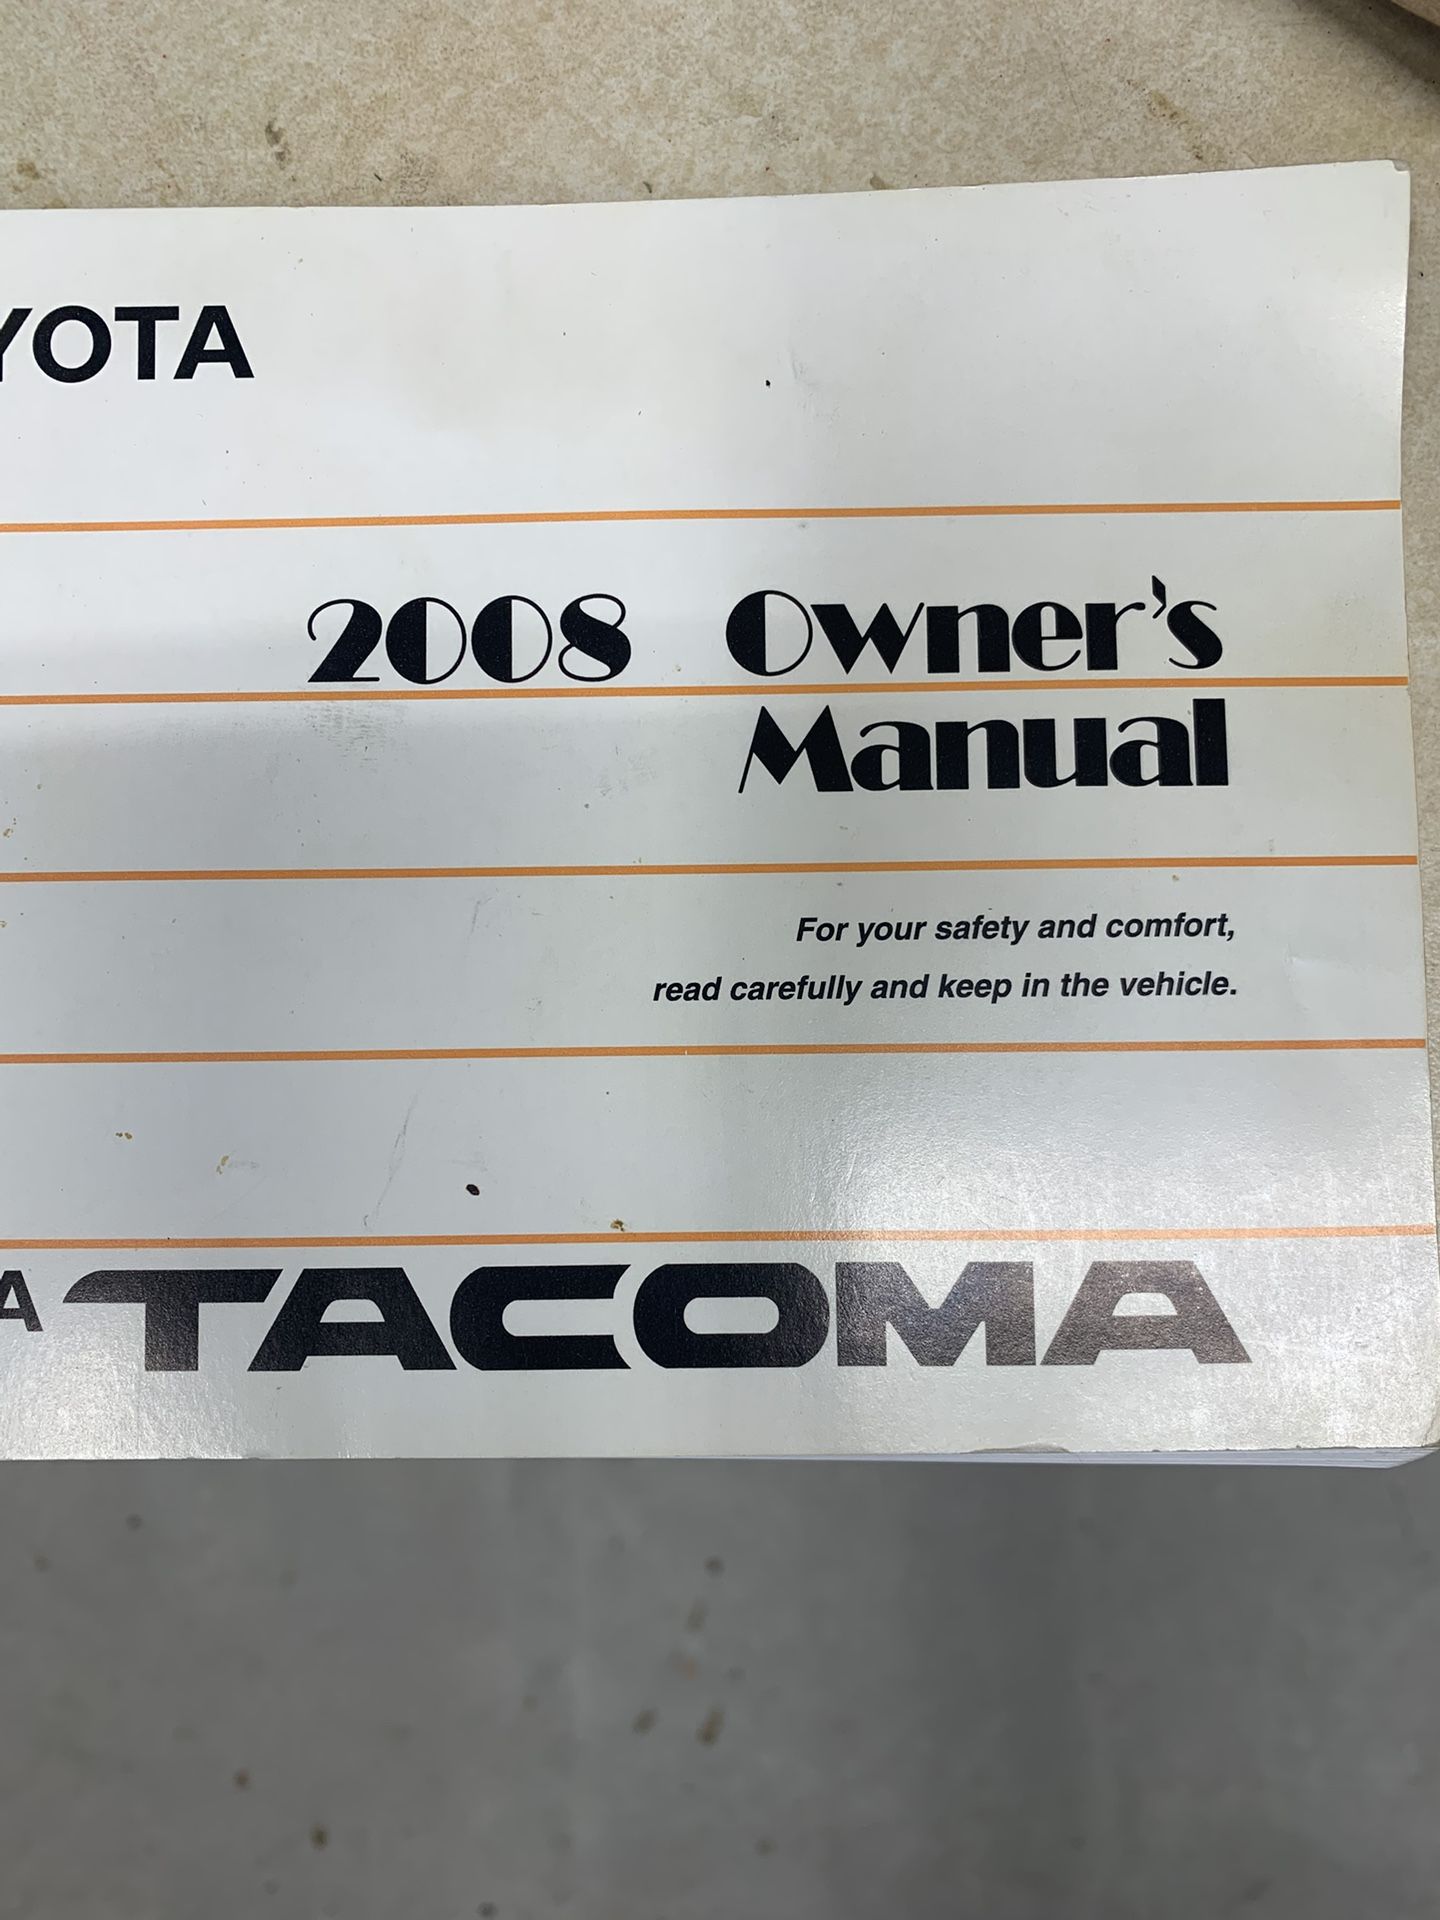 YOTA
2008 Owner's
Manual
For your safety and comfort,
read carefully and keep in the vehicle.
A TACOMA